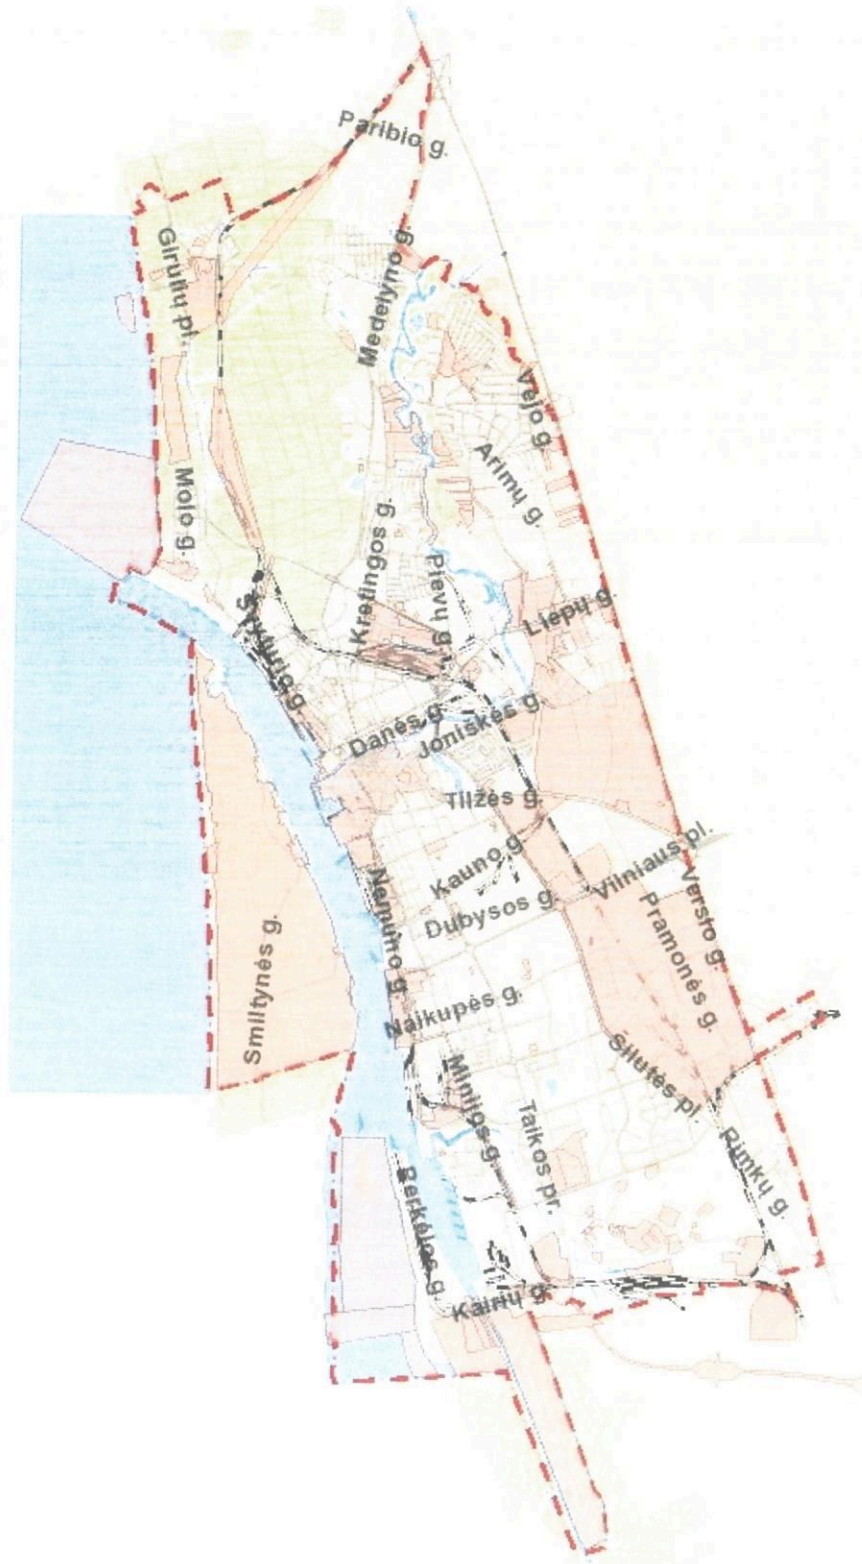 Paribio g.
Girulių pl.
Medelyno g.
Vėjo g.
Arimų g.
Molo g.
Kretingos g.
Pievų g.
Liepų g.
Danės g.
Joniškės g.
Tilžės g.
Kauno g.
Vilniaus pl.
Nemuno g.
Dubysos g.
Verslo g.
Pramonės g.
Smiltynės g.
Naikupės g.
Šilutės pl.
Minijos g.
Taikos pr.
Rimkų g.
Perkėlos g.
Kairių g.